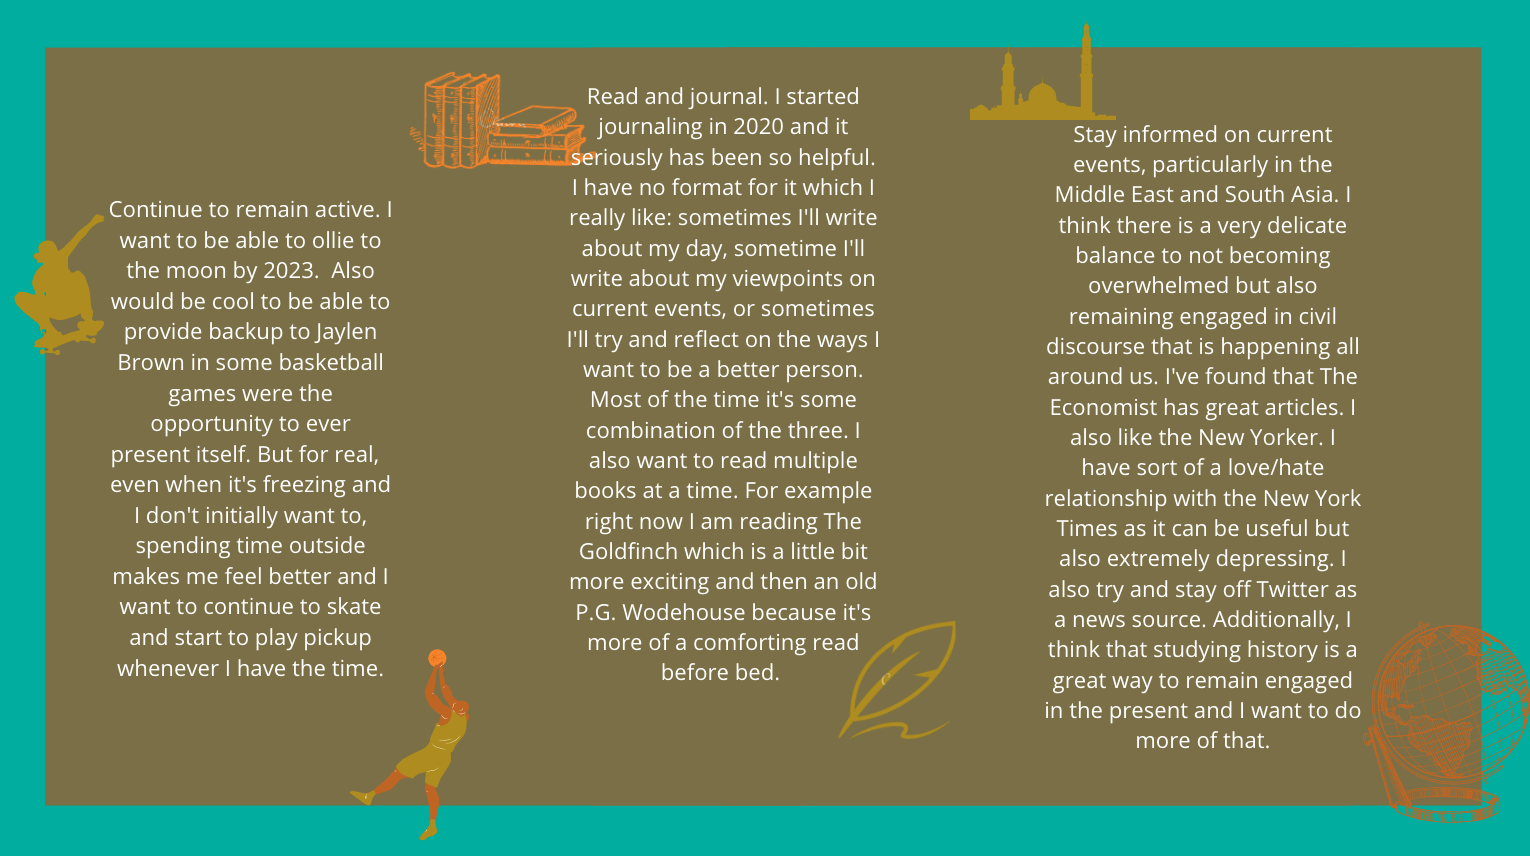 Continue to remain active. I
want to be able to ollie to
the moon by 2023.  Also
would be cool to be able to
provide backup to Jaylen
Brown in some basketball
games were the
opportunity to ever
present itself. But for real,
even when it's freezing and
I don't initially want to,
spending time outside
makes me feel better and I
want to continue to skate
and start to play pickup
whenever I have the time.
Read and journal. I started
journaling in 2020 and it
seriously has been so helpful.
I have no format for it which I
really like: sometimes I'll write
about my day, sometime I'll
write about my viewpoints on
current events, or sometimes
I'll try and reflect on the ways I
want to be a better person.
Most of the time it's some
combination of the three. I
also want to read multiple
books at a time. For example
right now I am reading The
Goldfinch which is a little bit
more exciting and then an old
P.G. Wodehouse because it's
more of a comforting read
before bed.
Stay informed on current
events, particularly in the
Middle East and South Asia. I
think there is a very delicate
balance to not becoming
overwhelmed but also
remaining engaged in civil
discourse that is happening all
around us. I've found that The
Economist has great articles. I
also like the New Yorker. I
have sort of a love/hate
relationship with the New York
Times as it can be useful but
also extremely depressing. I
also try and stay off Twitter as
a news source. Additionally, I
think that studying history is a
great way to remain engaged
in the present and I want to do
more of that.